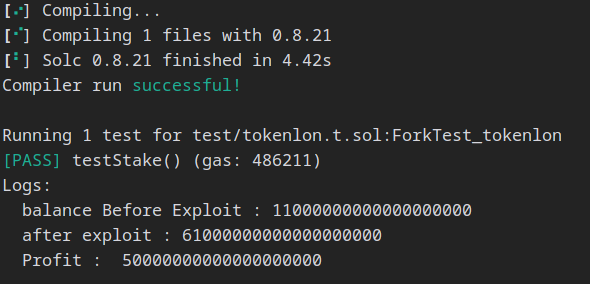 [⠔] Compiling...
[⠊] Compiling 1 files with 0.8.21
[⠃] Solc 0.8.21 finished in 4.42s
Compiler run successful!
Running 1 test for test/tokenlon.t.sol:ForkTest_tokenlon
[PASS] testStake() (gas: 486211)
Logs:
balance Before Exploit : 11000000000000000000
after exploit : 61000000000000000000
Profit :  50000000000000000000